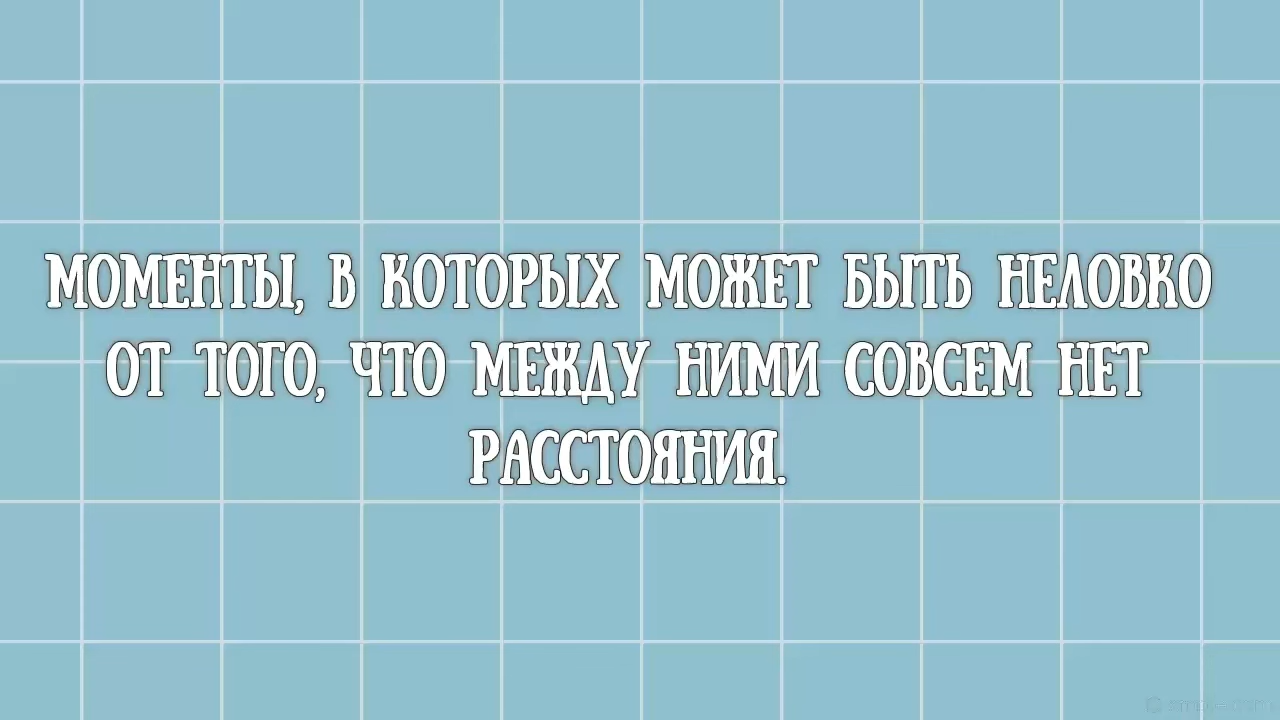 МОМЕНТЫ, В КОТОРЫХ МОЖЕТ БЫТЬ НЕЛОВКО
ОТ ТОГО, ЧТО МЕЖДУ НИМИ СОВСЕМ НЕТ
РАССТОЯНИЯ.